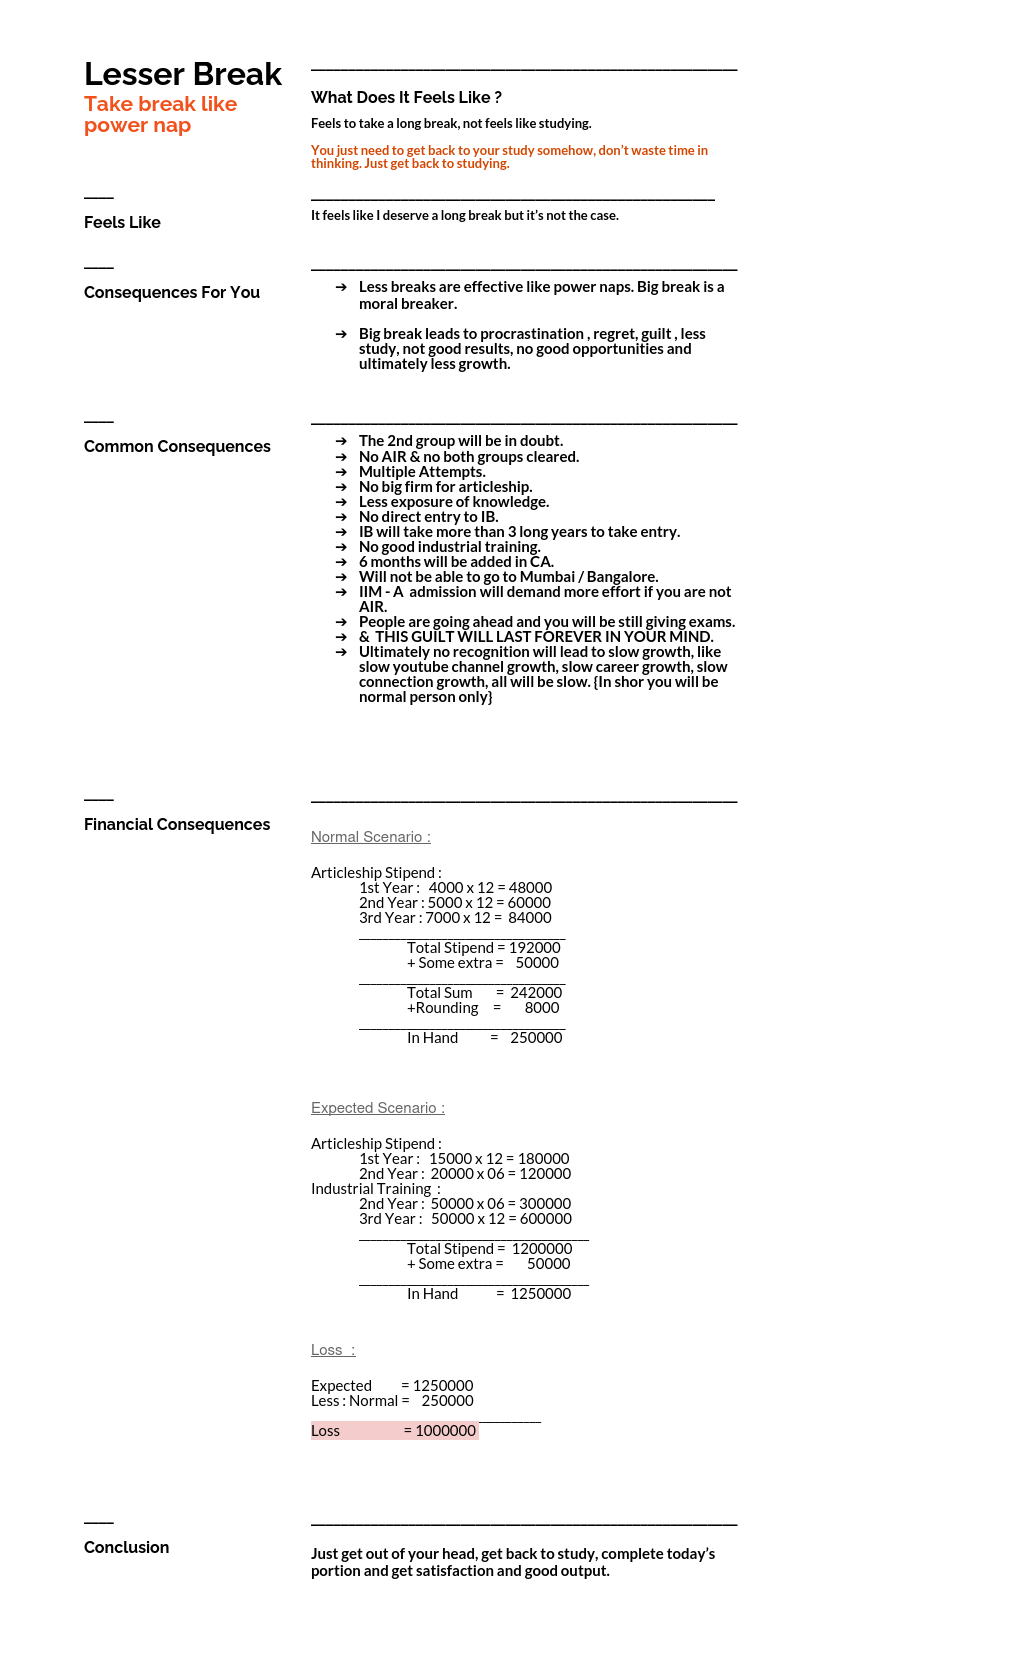 Lesser Break
Take break like
power nap
What Does It Feels Like ?
Feels to take a long break, not feels like studying.
You just need to get back to your study somehow, don’t waste time in
thinking. Just get back to studying.
Feels Like
It feels like I deserve a long break but it’s not the case.
Consequences For You
➔ Less breaks are effective like power naps. Big break is a
moral breaker.
➔ Big break leads to procrastination , regret, guilt , less
study, not good results, no good opportunities and
ultimately less growth.
Common Consequences
➔ The 2nd group will be in doubt.
➔ No AIR & no both groups cleared.
➔ Multiple Attempts.
➔ No big firm for articleship.
➔ Less exposure of knowledge.
➔ No direct entry to IB.
➔ IB will take more than 3 long years to take entry.
➔ No good industrial training.
➔ 6 months will be added in CA.
➔ Will not be able to go to Mumbai / Bangalore.
➔ IIM - A admission will demand more effort if you are not
AIR.
➔ People are going ahead and you will be still giving exams.
➔ & THIS GUILT WILL LAST FOREVER IN YOUR MIND.
➔ Ultimately no recognition will lead to slow growth, like
slow youtube channel growth, slow career growth, slow
connection growth, all will be slow. {In shor you will be
normal person only}
Financial Consequences
Normal Scenario :
Articleship Stipend :
1st Year : 4000 x 12 = 48000
2nd Year : 5000 x 12 = 60000
3rd Year : 7000 x 12 = 84000
Total Stipend = 192000
+ Some extra = 50000
Total Sum = 242000
+Rounding = 8000
In Hand = 250000
Expected Scenario :
Articleship Stipend :
1st Year : 15000 x 12 = 180000
2nd Year : 20000 x 06 = 120000
Industrial Training :
2nd Year : 50000 x 06 = 300000
3rd Year : 50000 x 12 = 600000
Total Stipend = 1200000
+ Some extra = 50000
In Hand = 1250000
Loss :
Expected = 1250000
Less : Normal = 250000
Loss = 1000000
Conclusion
Just get out of your head, get back to study, complete today’s
portion and get satisfaction and good output.